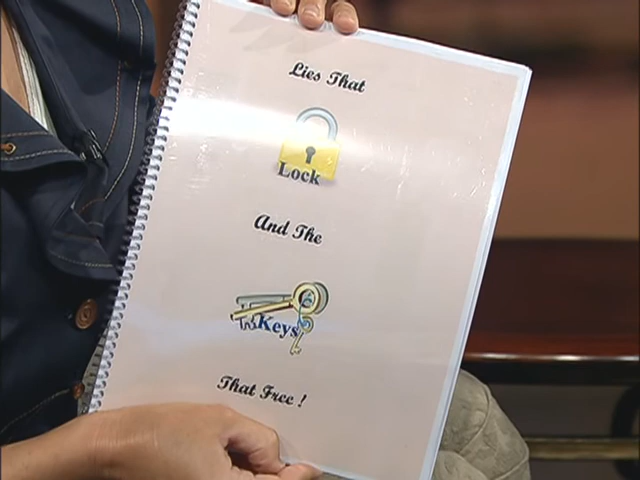 Lies That
Lock
And The
Keys
That Free !